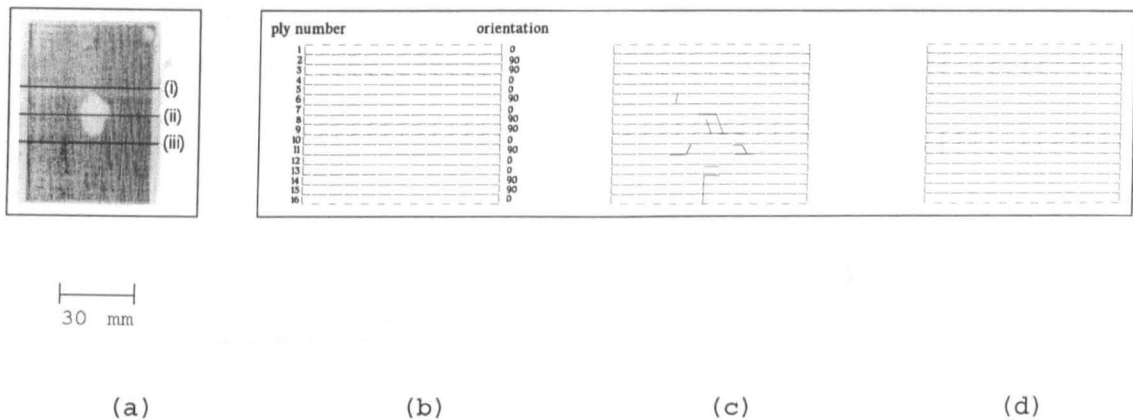 ply number orientation
1 0
2 90
3 90
4 0
5 0
6 90
7 0
8 90
9 90
10 0
11 90
12 0
13 0
14 90
15 90
16 0
(i)
(ii)
(iii)
30 mm
(a) (b) (c) (d)